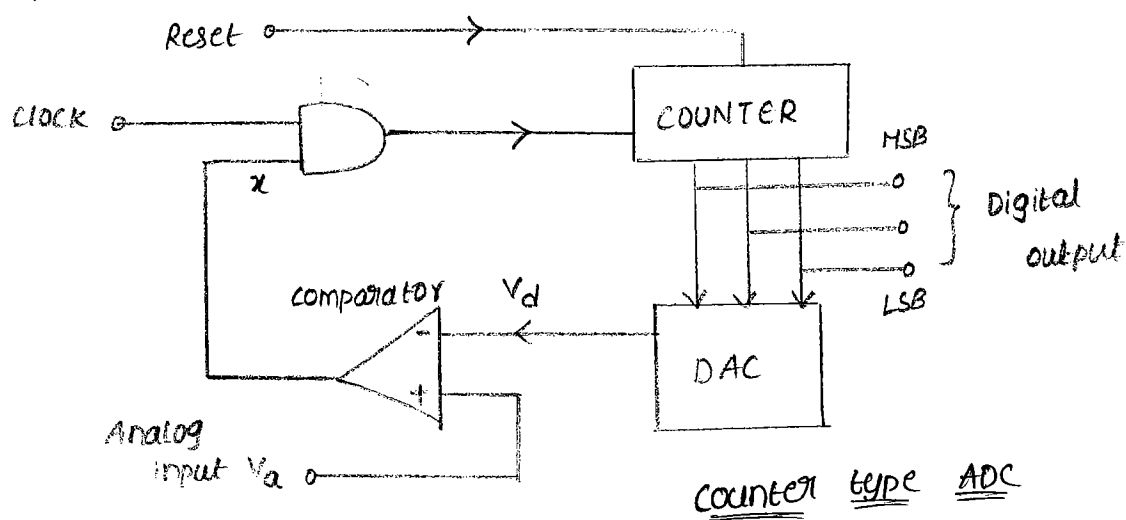 Reset
Clock
COUNTER
MSB
x
Digital
output
comparator
Vd
LSB
-
+
DAC
Analog
input Va
Counter type ADC